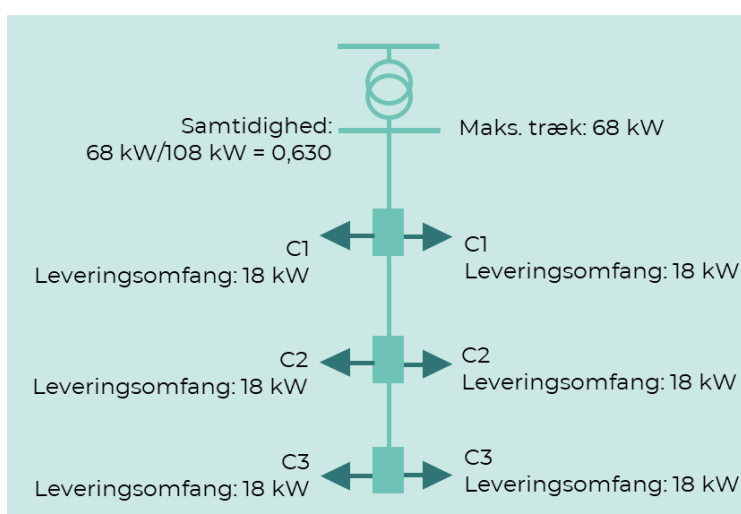 Samtidighed:
68 kW/108 kW = 0,630
Maks. træk: 68 kW
C1
Leveringsomfang: 18 kW
C1
Leveringsomfang: 18 kW
C2
Leveringsomfang: 18 kW
C2
Leveringsomfang: 18 kW
C3
Leveringsomfang: 18 kW
C3
Leveringsomfang: 18 kW